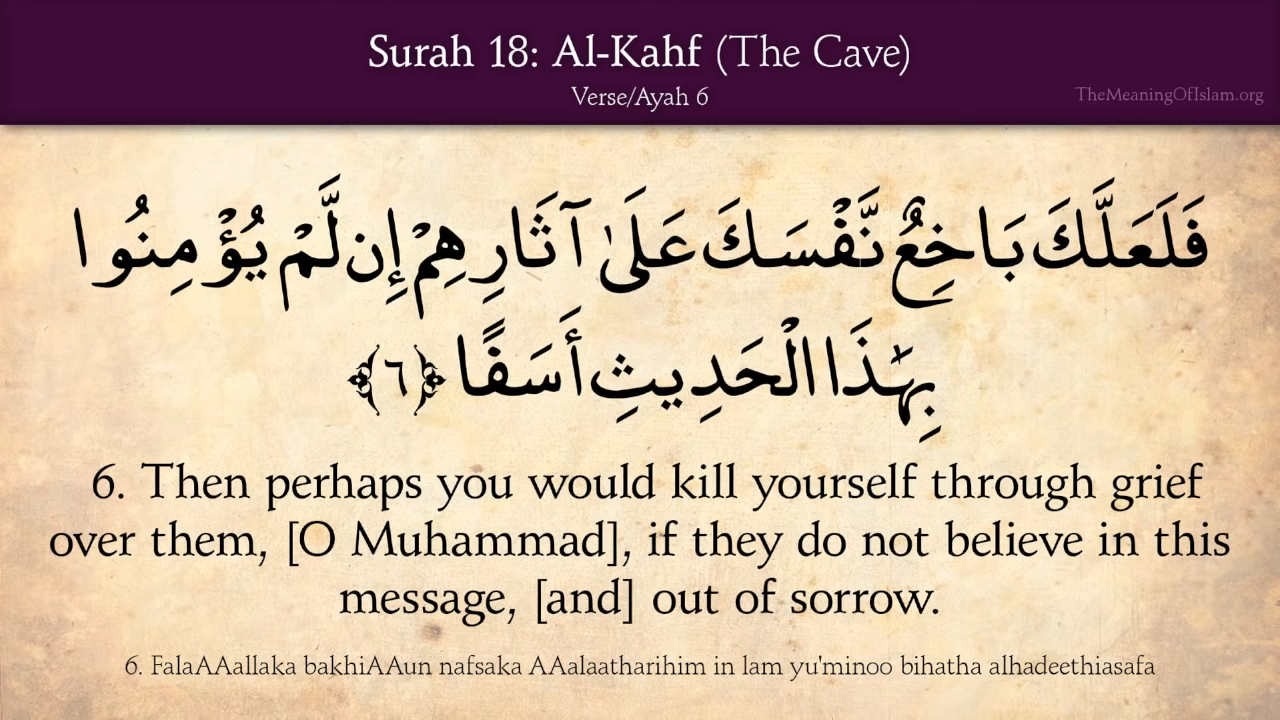 Surah 18: Al-Kahf (The Cave)
Verse/Ayah 6
TheMeaningOfIslam.org
فَلَعَلَّكَ بَاخِعٌ نَّفْسَكَ عَلَىٰ آثَارِهِمْ إِن لَّمْ يُؤْمِنُوا
بِهَٰذَا الْحَدِيثِ أَسَفًا ﴿٦﴾
6. Then perhaps you would kill yourself through grief
over them, [O Muhammad], if they do not believe in this
message, [and] out of sorrow.
6. FalaAAallaka bakhiAAun nafsaka AAalaatharihim in lam yu'minoo bihatha alhadeethiasafa